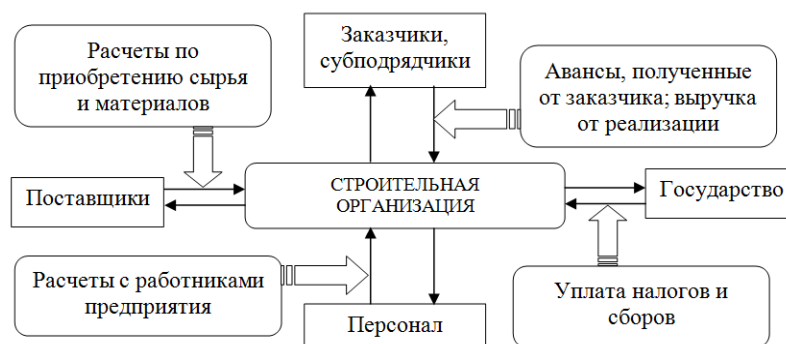 Расчеты по
приобретению сырья
и материалов
Заказчики,
субподрядчики
Авансы, полученные
от заказчика; выручка
от реализации
Поставщики
СТРОИТЕЛЬНАЯ
ОРГАНИЗАЦИЯ
Государство
Расчеты с работниками
предприятия
Персонал
Уплата налогов и
сборов